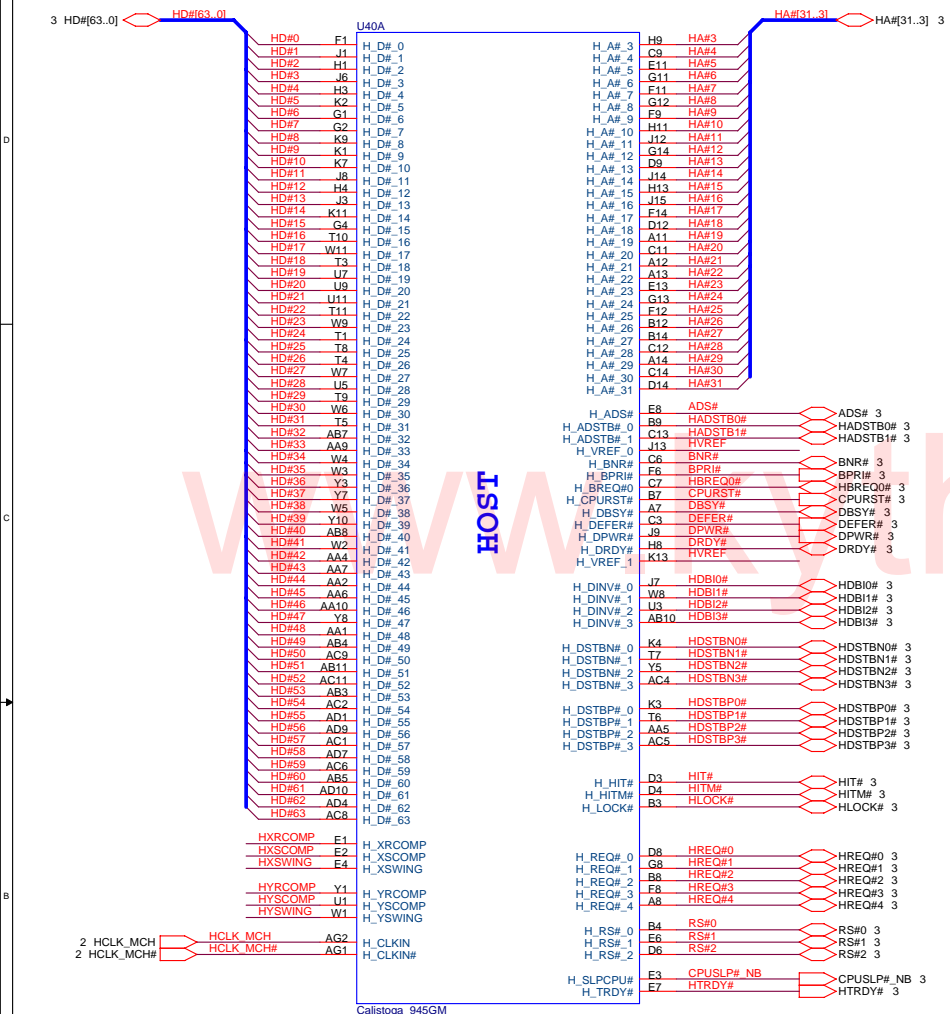 3 HD#[63..0] HD#[63..0] HA#[31..3] HA#[31..3] 3
U40A
HD#0 F1 H_D#_0 H_A#_3 H9 HA#3
HD#1 J1 H_D#_1 H_A#_4 C9 HA#4
HD#2 H1 H_D#_2 H_A#_5 E11 HA#5
HD#3 J6 H_D#_3 H_A#_6 G11 HA#6
HD#4 H3 H_D#_4 H_A#_7 F11 HA#7
HD#5 K2 H_D#_5 H_A#_8 G12 HA#8
HD#6 G1 H_D#_6 H_A#_9 F9 HA#9
HD#7 G2 H_D#_7 H_A#_10 H11 HA#10
HD#8 K9 H_D#_8 H_A#_11 J12 HA#11
HD#9 K1 H_D#_9 H_A#_12 G14 HA#12
HD#10 K7 H_D#_10 H_A#_13 D9 HA#13
HD#11 J8 H_D#_11 H_A#_14 J14 HA#14
HD#12 H4 H_D#_12 H_A#_15 H13 HA#15
HD#13 J3 H_D#_13 H_A#_16 J15 HA#16
HD#14 K11 H_D#_14 H_A#_17 F14 HA#17
HD#15 G4 H_D#_15 H_A#_18 D12 HA#18
HD#16 T10 H_D#_16 H_A#_19 A11 HA#19
HD#17 W11 H_D#_17 H_A#_20 C11 HA#20
HD#18 T3 H_D#_18 H_A#_21 A12 HA#21
HD#19 U7 H_D#_19 H_A#_22 A13 HA#22
HD#20 U9 H_D#_20 H_A#_23 E13 HA#23
HD#21 U11 H_D#_21 H_A#_24 G13 HA#24
HD#22 T11 H_D#_22 H_A#_25 F12 HA#25
HD#23 W9 H_D#_23 H_A#_26 B12 HA#26
HD#24 T1 H_D#_24 H_A#_27 B14 HA#27
HD#25 T8 H_D#_25 H_A#_28 C12 HA#28
HD#26 T4 H_D#_26 H_A#_29 A14 HA#29
HD#27 W7 H_D#_27 H_A#_30 C14 HA#30
HD#28 U5 H_D#_28 H_A#_31 D14 HA#31
HD#29 T9 H_D#_29
HD#30 W6 H_D#_30 H_ADS# E8 ADS# ADS# 3
HD#31 T5 H_D#_31 H_ADSTB#_0 B9 HADSTB0# HADSTB0# 3
HD#32 AB7 H_D#_32 H_ADSTB#_1 C13 HADSTB1# HADSTB1# 3
HD#33 AA9 H_D#_33 H_VREF_0 J13 HVREF
HD#34 W4 H_D#_34 H_BNR# C6 BNR# BNR# 3
HD#35 W3 H_D#_35 H_BPRI# F6 BPRI# BPRI# 3
HD#36 Y3 H_D#_36 H_BREQ#0 C7 HBREQ0# HBREQ0# 3
HD#37 Y7 H_D#_37 H_CPURST# B7 CPURST# CPURST# 3
HD#38 W5 H_D#_38 H_DBSY# A7 DBSY# DBSY# 3
HD#39 Y10 H_D#_39 H_DEFER# C3 DEFER# DEFER# 3
HD#40 AB8 H_D#_40 H_DPWR# J9 DPWR# DPWR# 3
HD#41 W2 H_D#_41 H_DRDY# H8 DRDY# DRDY# 3
HD#42 AA4 H_D#_42 H_VREF_1 K13 HVREF
HD#43 AA7 H_D#_43
HD#44 AA2 H_D#_44 H_DINV#_0 J7 HDBI0# HDBI0# 3
HD#45 AA6 H_D#_45 H_DINV#_1 W8 HDBI1# HDBI1# 3
HD#46 AA10 H_D#_46 H_DINV#_2 U3 HDBI2# HDBI2# 3
HD#47 Y8 H_D#_47 H_DINV#_3 AB10 HDBI3# HDBI3# 3
HD#48 AA1 H_D#_48
HD#49 AB4 H_D#_49 H_DSTBN#_0 K4 HDSTBN0# HDSTBN0# 3
HD#50 AC9 H_D#_50 H_DSTBN#_1 T7 HDSTBN1# HDSTBN1# 3
HD#51 AB11 H_D#_51 H_DSTBN#_2 Y5 HDSTBN2# HDSTBN2# 3
HD#52 AC11 H_D#_52 H_DSTBN#_3 AC4 HDSTBN3# HDSTBN3# 3
HD#53 AB3 H_D#_53
HD#54 AC2 H_D#_54 H_DSTBP#_0 K3 HDSTBP0# HDSTBP0# 3
HD#55 AD1 H_D#_55 H_DSTBP#_1 T6 HDSTBP1# HDSTBP1# 3
HD#56 AD9 H_D#_56 H_DSTBP#_2 AA5 HDSTBP2# HDSTBP2# 3
HD#57 AC1 H_D#_57 H_DSTBP#_3 AC5 HDSTBP3# HDSTBP3# 3
HD#58 AD7 H_D#_58
HD#59 AC6 H_D#_59
HD#60 AB5 H_D#_60 H_HIT# D3 HIT# HIT# 3
HD#61 AD10 H_D#_61 H_HITM# D4 HITM# HITM# 3
HD#62 AD4 H_D#_62 H_LOCK# B3 HLOCK# HLOCK# 3
HD#63 AC8 H_D#_63
HXRCOMP E1 H_XRCOMP
HXSCOMP E2 H_XSCOMP H_REQ#_0 D8 HREQ#0 HREQ#0 3
HXSWING E4 H_XSWING H_REQ#_1 G8 HREQ#1 HREQ#1 3
H_REQ#_2 B8 HREQ#2 HREQ#2 3
HYRCOMP Y1 H_YRCOMP H_REQ#_3 F8 HREQ#3 HREQ#3 3
HYSCOMP U1 H_YSCOMP H_REQ#_4 A8 HREQ#4 HREQ#4 3
HYSWING W1 H_YSWING
H_RS#_0 B4 RS#0 RS#0 3
2 HCLK_MCH HCLK_MCH AG2 H_CLKIN H_RS#_1 E6 RS#1 RS#1 3
2 HCLK_MCH# HCLK_MCH# AG1 H_CLKIN# H_RS#_2 D6 RS#2 RS#2 3
H_SLPCPU# E3 CPUSLP#_NB CPUSLP#_NB 3
H_TRDY# E7 HTRDY# HTRDY# 3
Calistoga_945GM
HOST
D
C
B
www.kyth